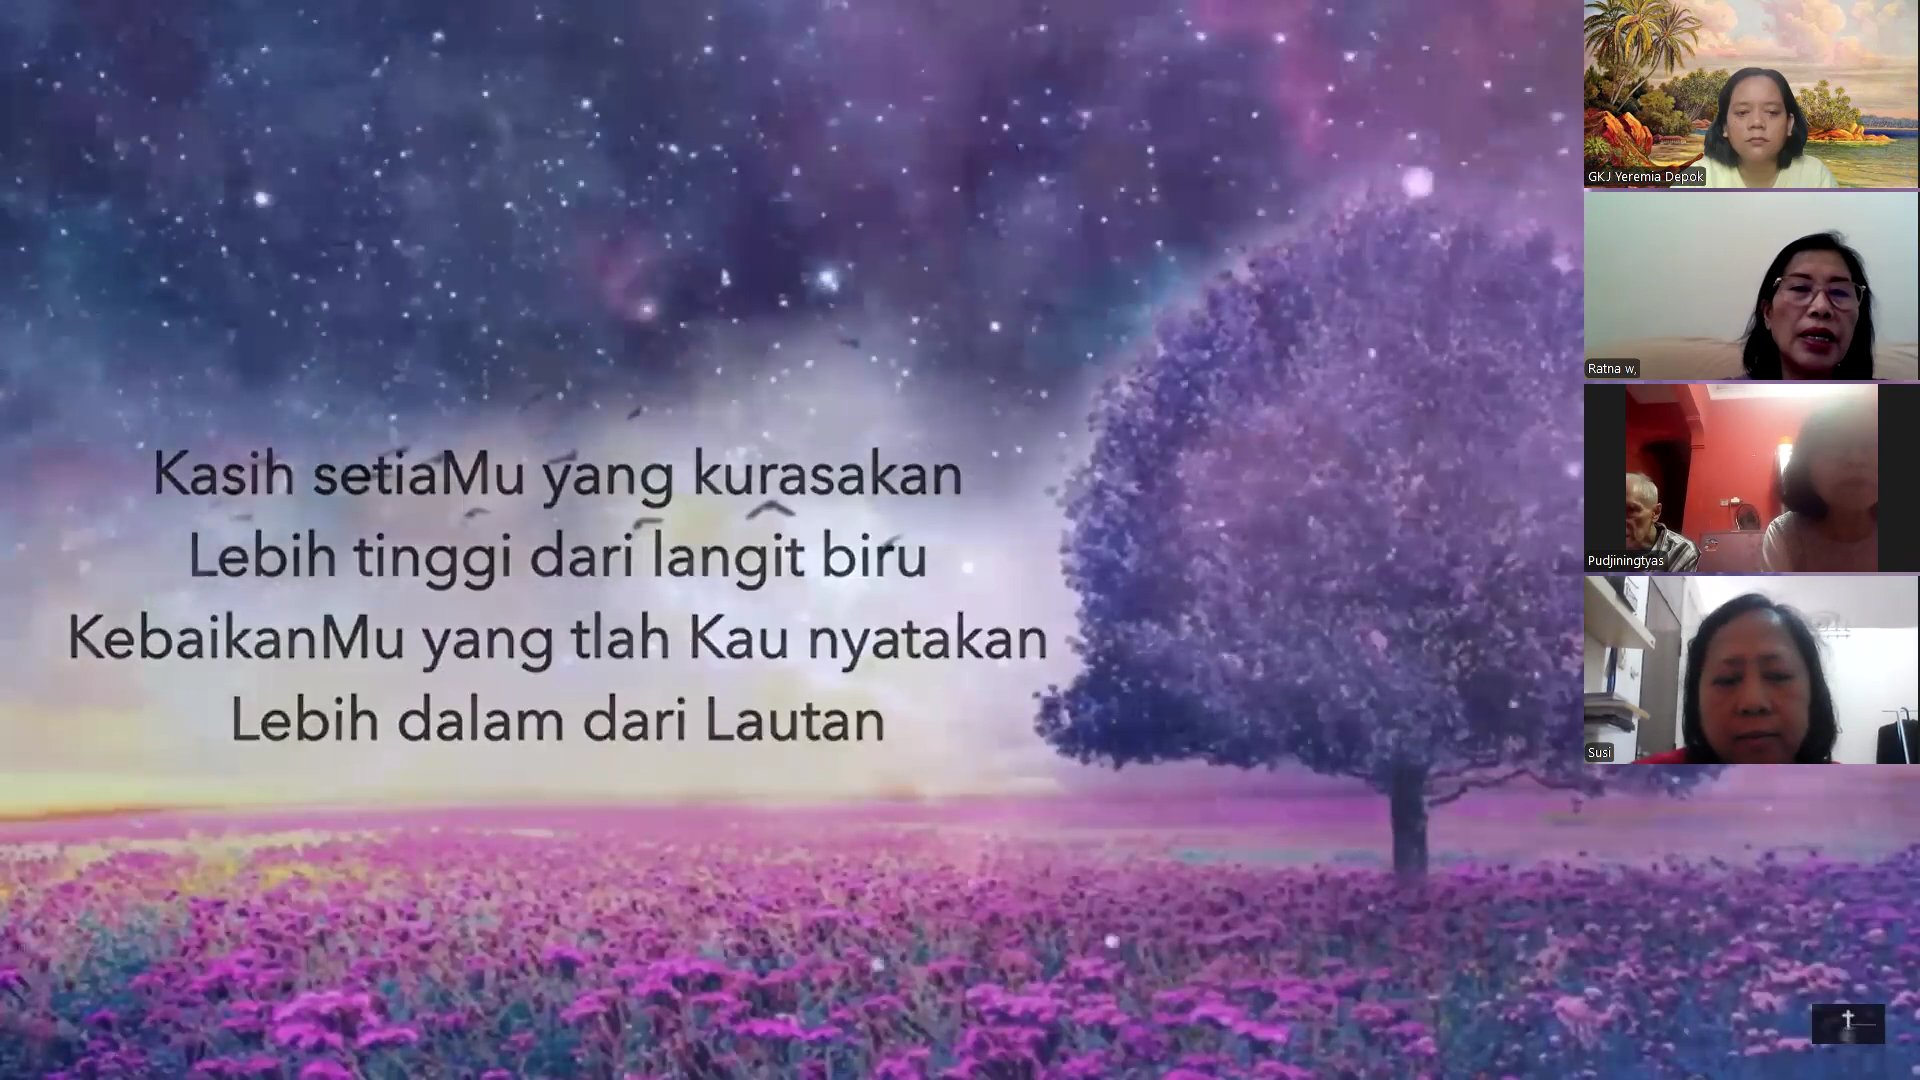 Kasih setiaMu yang kurasakan
Lebih tinggi dari langit biru
KebaikanMu yang tlah Kau nyatakan
Lebih dalam dari Lautan
GKJ Yeremia Depok
Ratna w,
Pudjiningtyas
Susi